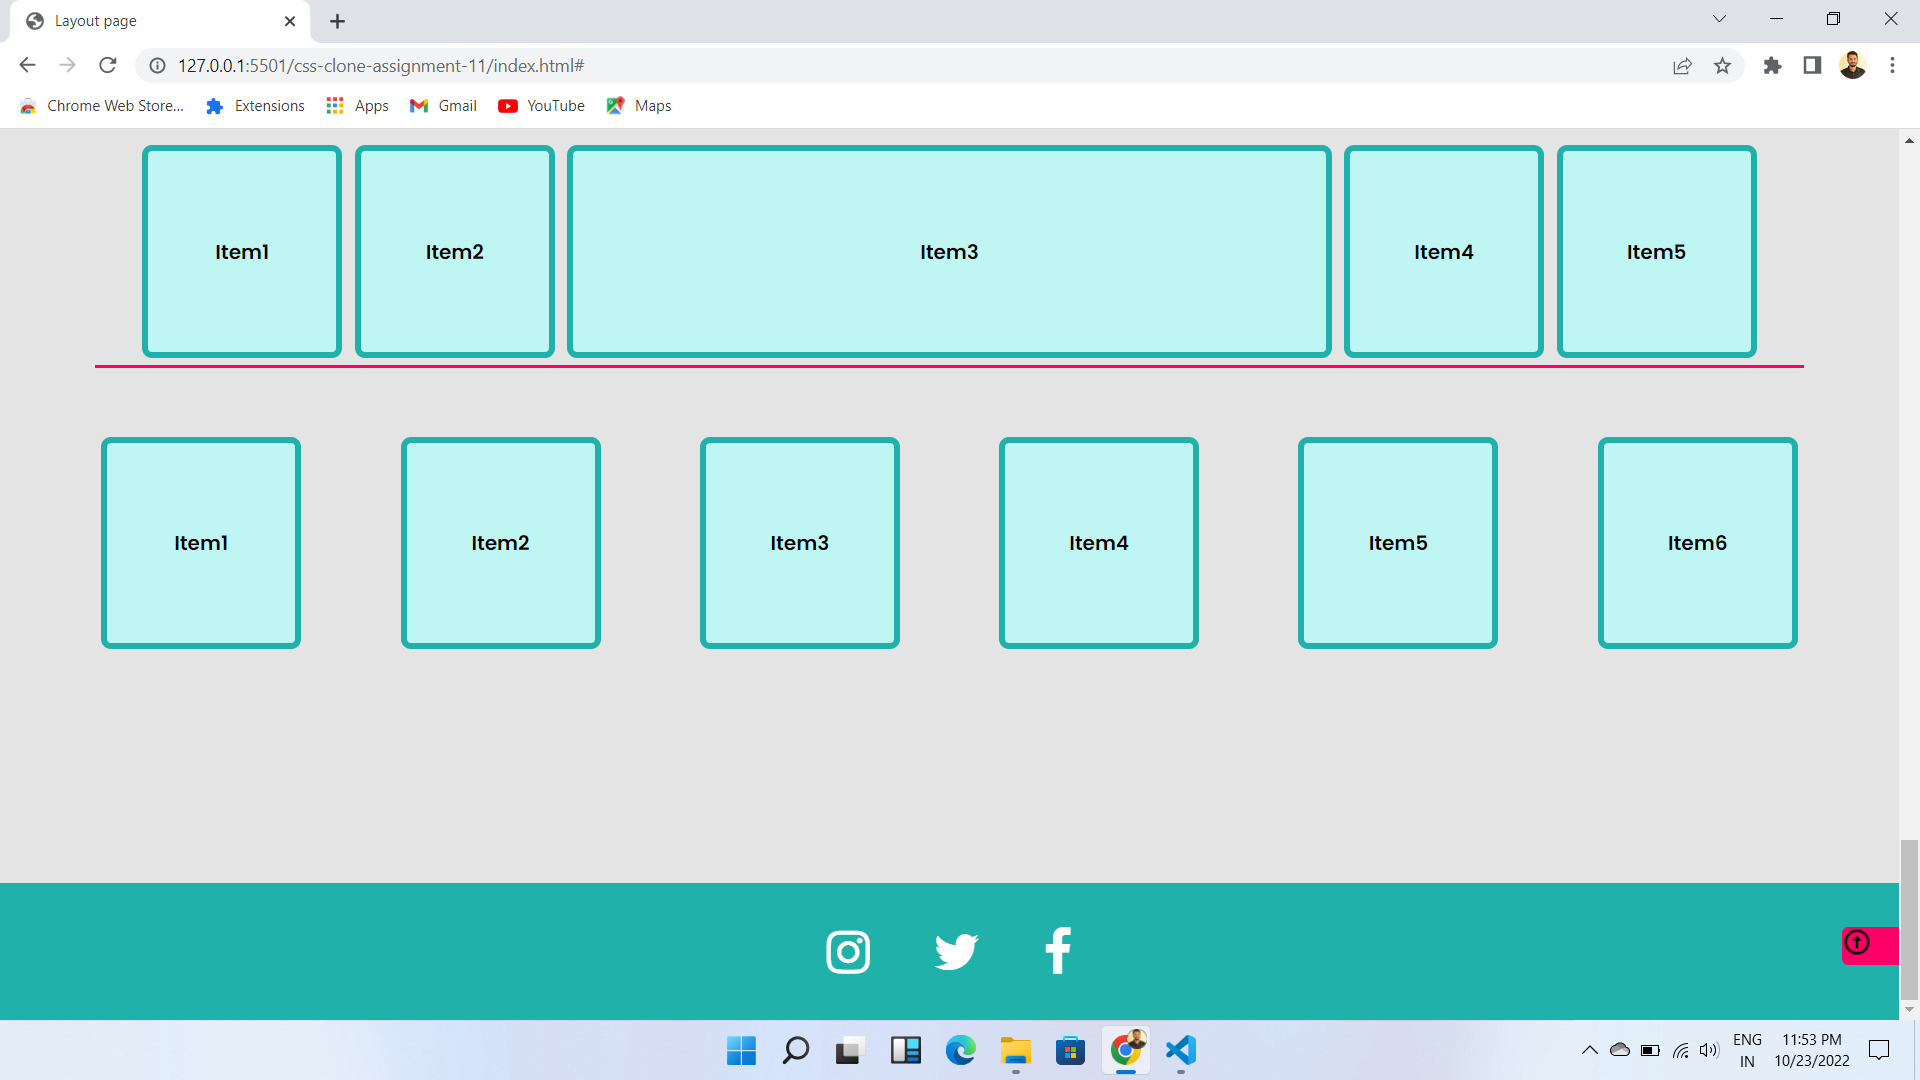 Layout page
127.0.0.1:5501/css-clone-assignment-11/index.html#
Chrome Web Store... Extensions Apps Gmail YouTube Maps
Item1 Item2 Item3 Item4 Item5
Item1 Item2 Item3 Item4 Item5 Item6
ENG 11:53 PM
IN 10/23/2022